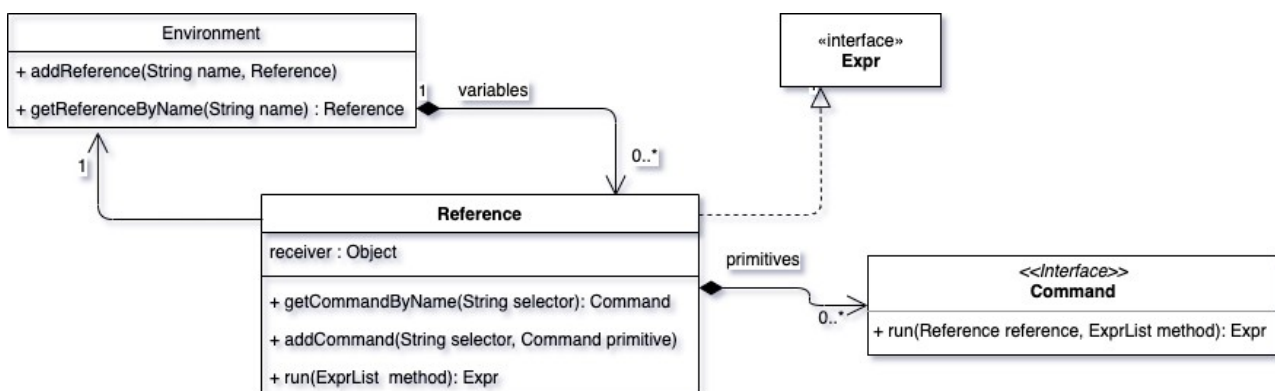 Environment
+ addReference(String name, Reference)
+ getReferenceByName(String name) : Reference
1
variables
0..*
1
«interface»
Expr
Reference
receiver : Object
+ getCommandByName(String selector): Command
+ addCommand(String selector, Command primitive)
+ run(ExprList method): Expr
primitives
0..*
<<Interface>>
Command
+ run(Reference reference, ExprList method): Expr